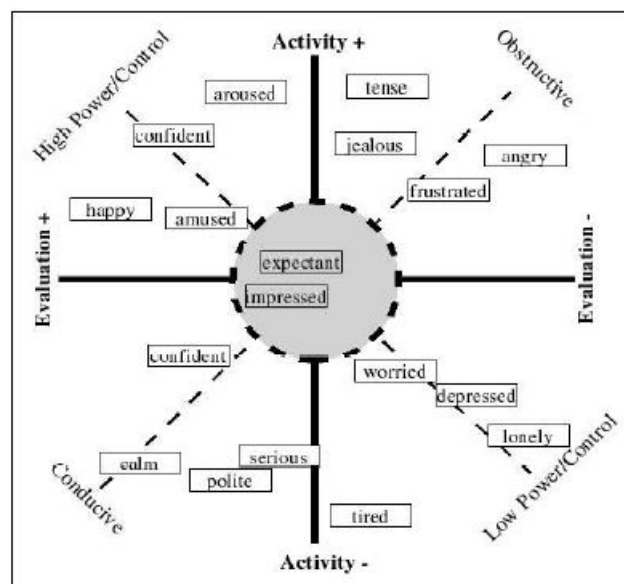 Activity +
High Power/Control
Obstructive
aroused
tense
confident
jealous
angry
frustrated
happy
amused
expectant
impressed
Evaluation +
Evaluation -
confident
worried
depressed
lonely
serious
calm
polite
Conducive
Low Power/Control
tired
Activity -